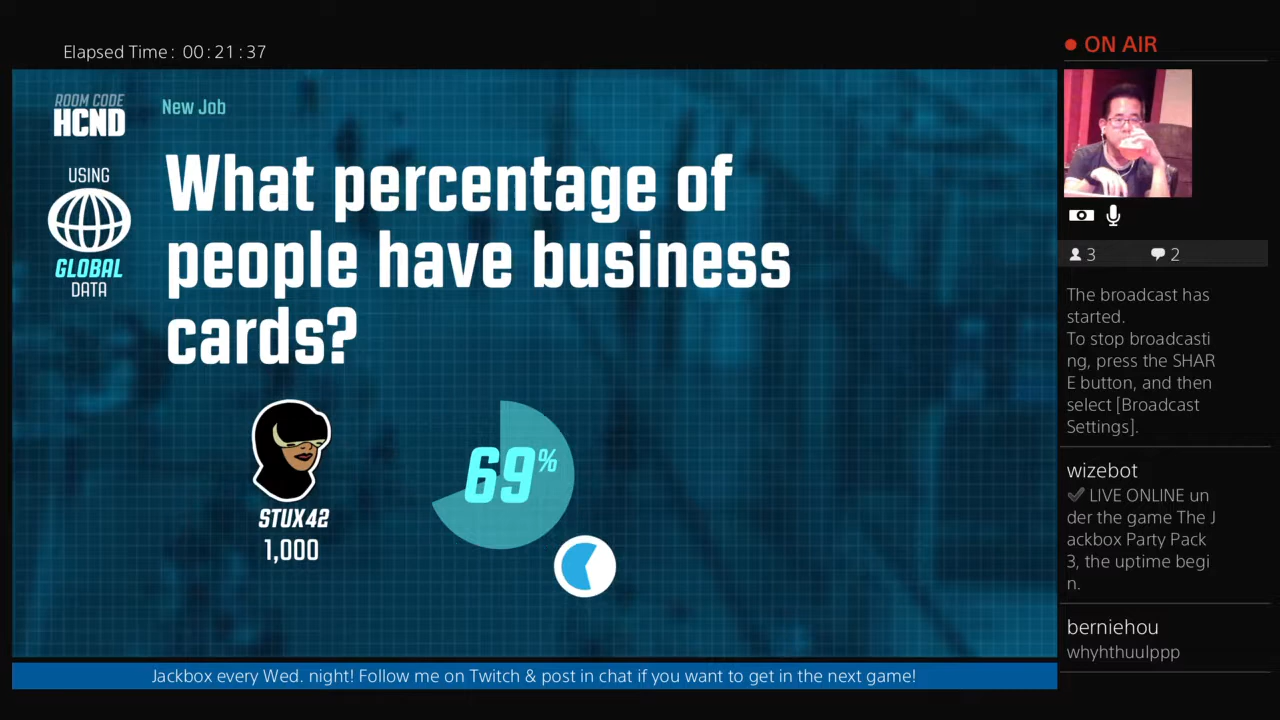 Elapsed Time: 00:21:37
ON AIR
ROOM CODE
HCND
New Job
USING
GLOBAL
DATA
What percentage of
people have business
cards?
STUX42
1,000
69%
3
2
The broadcast has
started.
To stop broadcasti
ng, press the SHAR
E button, and then
select [Broadcast
Settings].
wizebot
✔ LIVE ONLINE un
der the game The J
ackbox Party Pack
3, the uptime begi
n.
berniehou
whyhthuulppp
Jackbox every Wed. night! Follow me on Twitch & post in chat if you want to get in the next game!